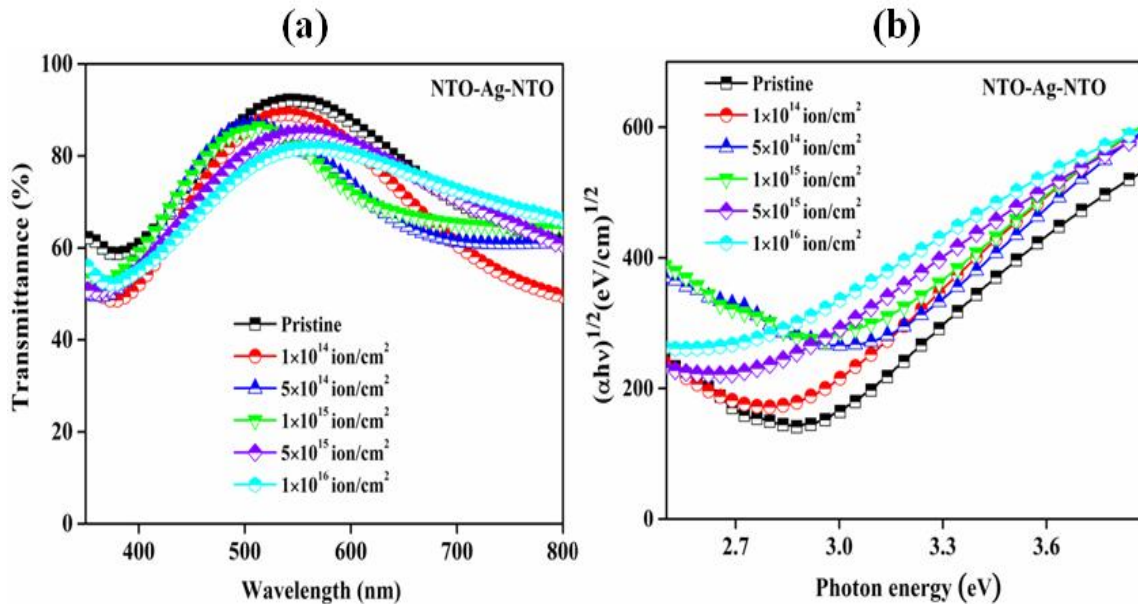 (a)
NTO-Ag-NTO
Transmittannce (%)
100
80
60
40
20
0
Pristine
1×10¹⁴ ion/cm²
5×10¹⁴ ion/cm²
1×10¹⁵ ion/cm²
5×10¹⁵ ion/cm²
1×10¹⁶ ion/cm²
400 500 600 700 800
Wavelength (nm)
(b)
NTO-Ag-NTO
Pristine
1×10¹⁴ ion/cm²
5×10¹⁴ ion/cm²
1×10¹⁵ ion/cm²
5×10¹⁵ ion/cm²
1×10¹⁶ ion/cm²
(αhν)¹/² (eV/cm)¹/²
600
400
200
0
2.7 3.0 3.3 3.6
Photon energy (eV)